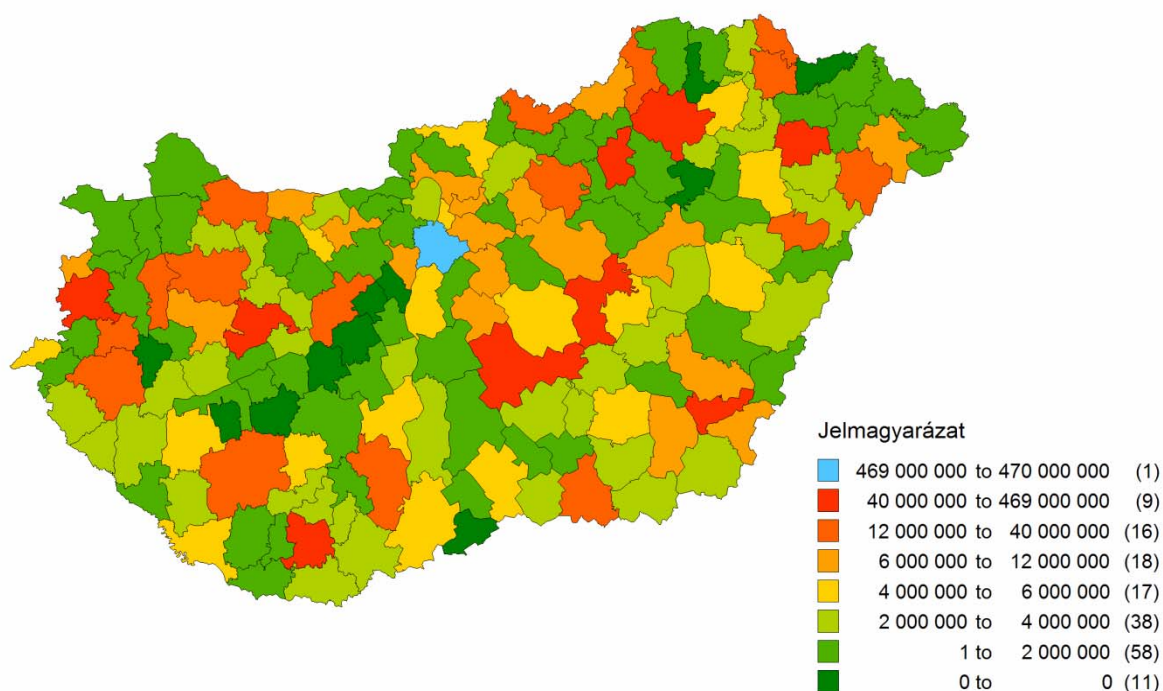 Jelmagyarázat
469 000 000 to 470 000 000 (1)
40 000 000 to 469 000 000 (9)
12 000 000 to 40 000 000 (16)
6 000 000 to 12 000 000 (18)
4 000 000 to 6 000 000 (17)
2 000 000 to 4 000 000 (38)
1 to 2 000 000 (58)
0 to 0 (11)